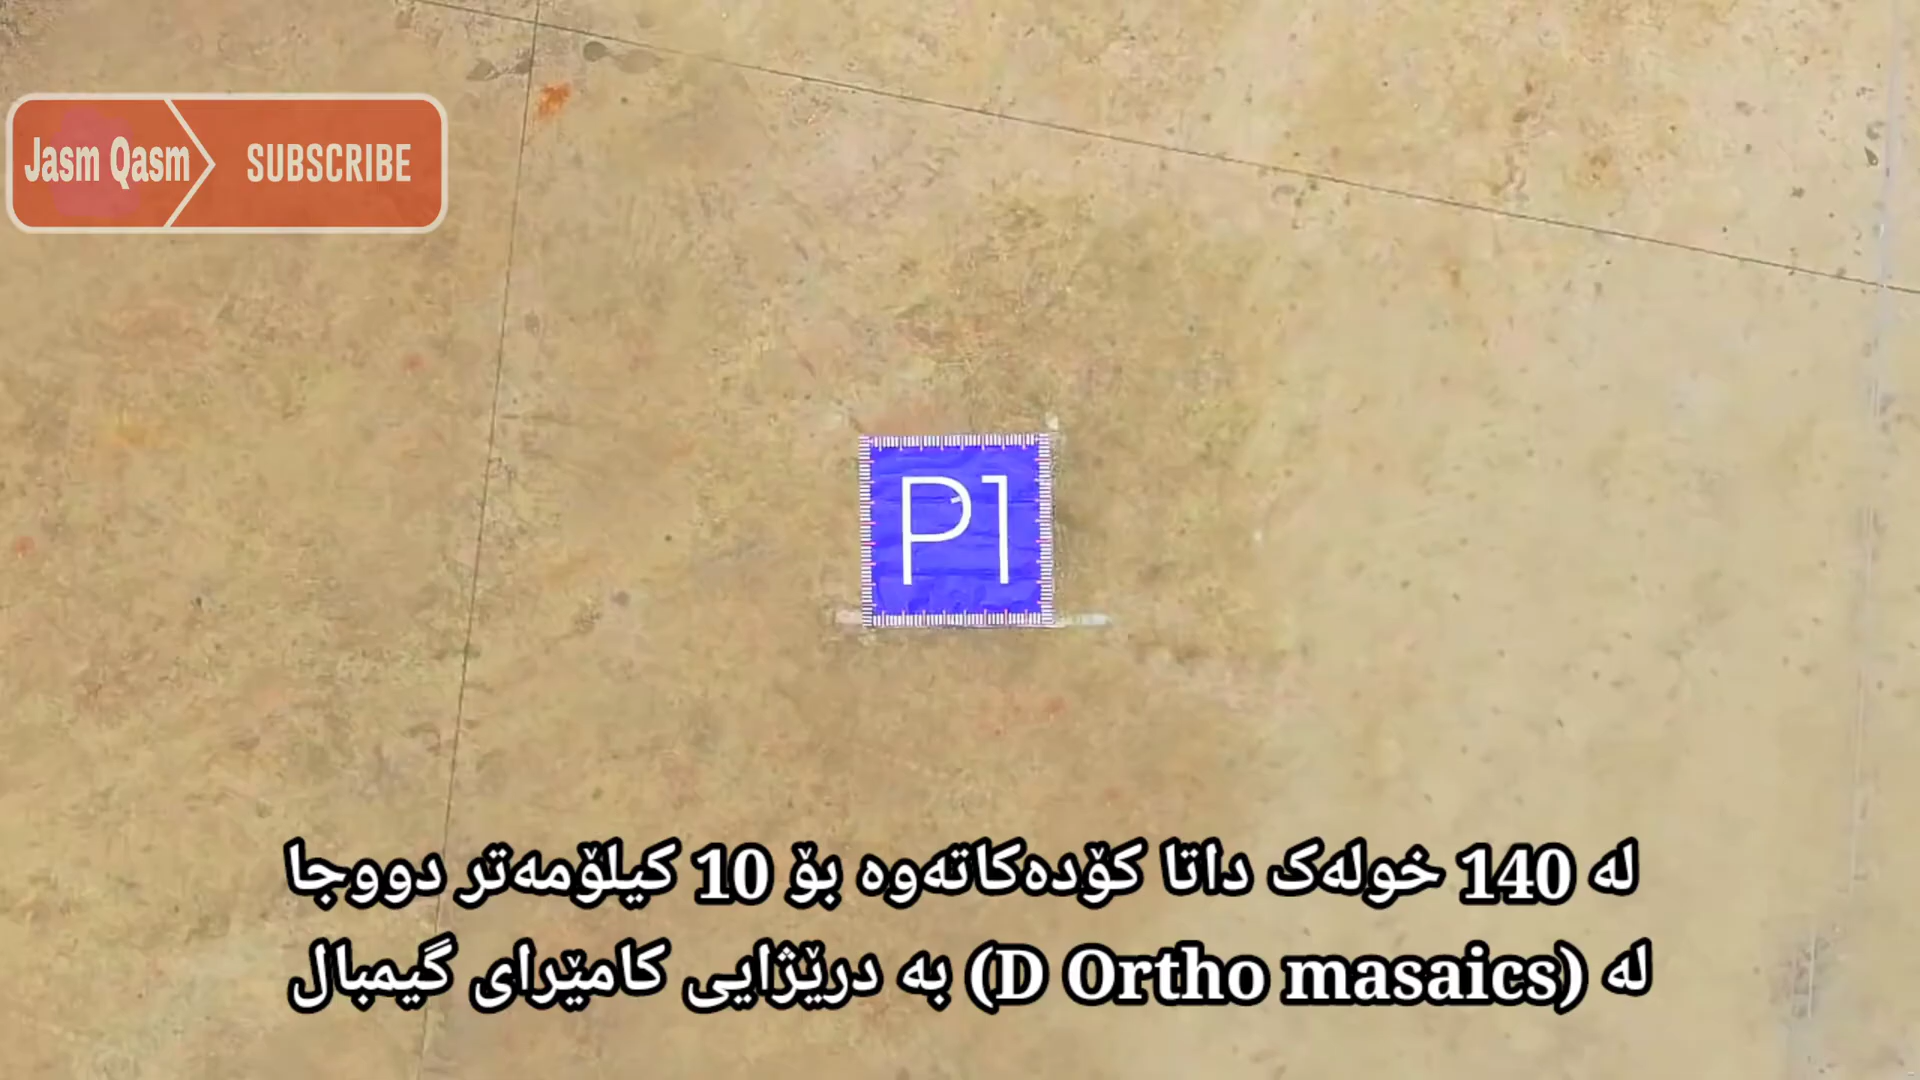 Jasm Qasm
SUBSCRIBE
P1
لە 140 خولەک داتا کۆدەکاتەوە بۆ 10 کیلۆمەتر دووجا
لە (D Ortho masaics) بە درێژایی کامێرای گیمبال